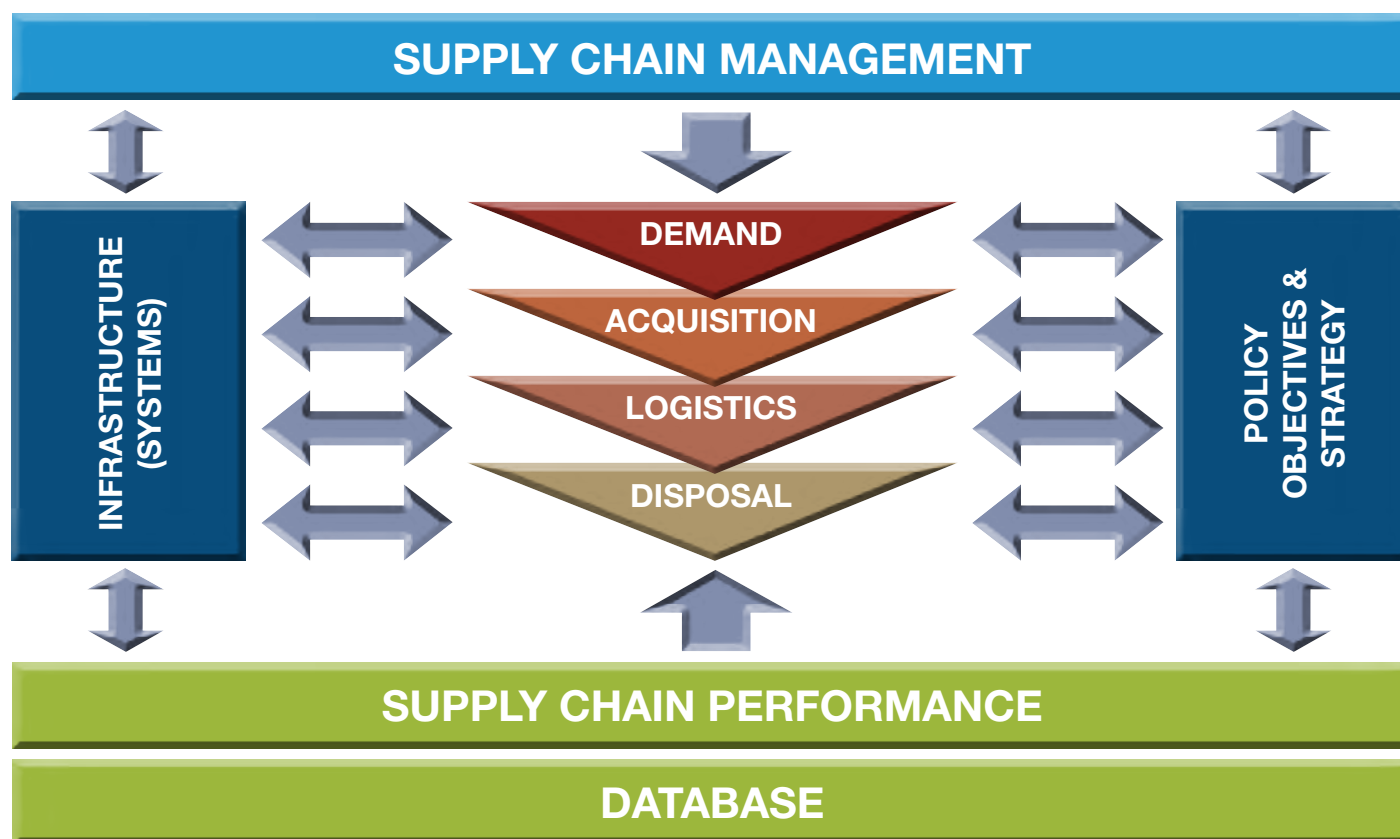 SUPPLY CHAIN MANAGEMENT
INFRASTRUCTURE
(SYSTEMS)
DEMAND
ACQUISITION
LOGISTICS
DISPOSAL
POLICY
OBJECTIVES &
STRATEGY
SUPPLY CHAIN PERFORMANCE
DATABASE